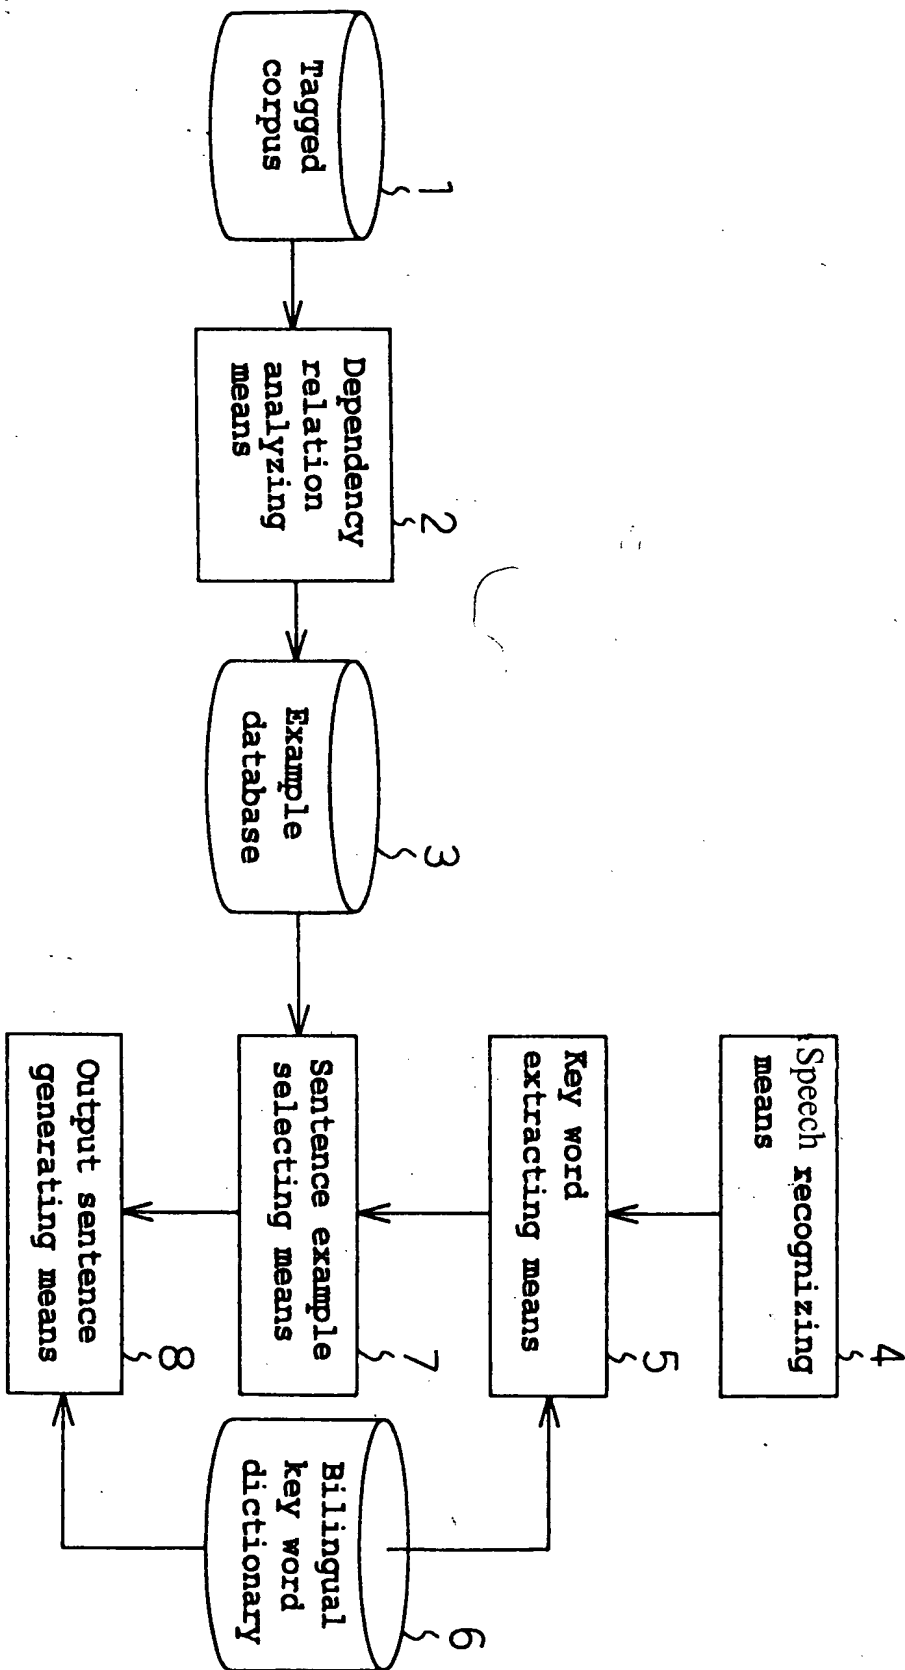 Speech recognizing
means
4
Key word
extracting means
5
Tagged
corpus
1
Dependency
relation
analyzing
means
2
Example
database
3
Sentence example
selecting means
7
Bilingual
key word
dictionary
6
Output sentence
generating means
8